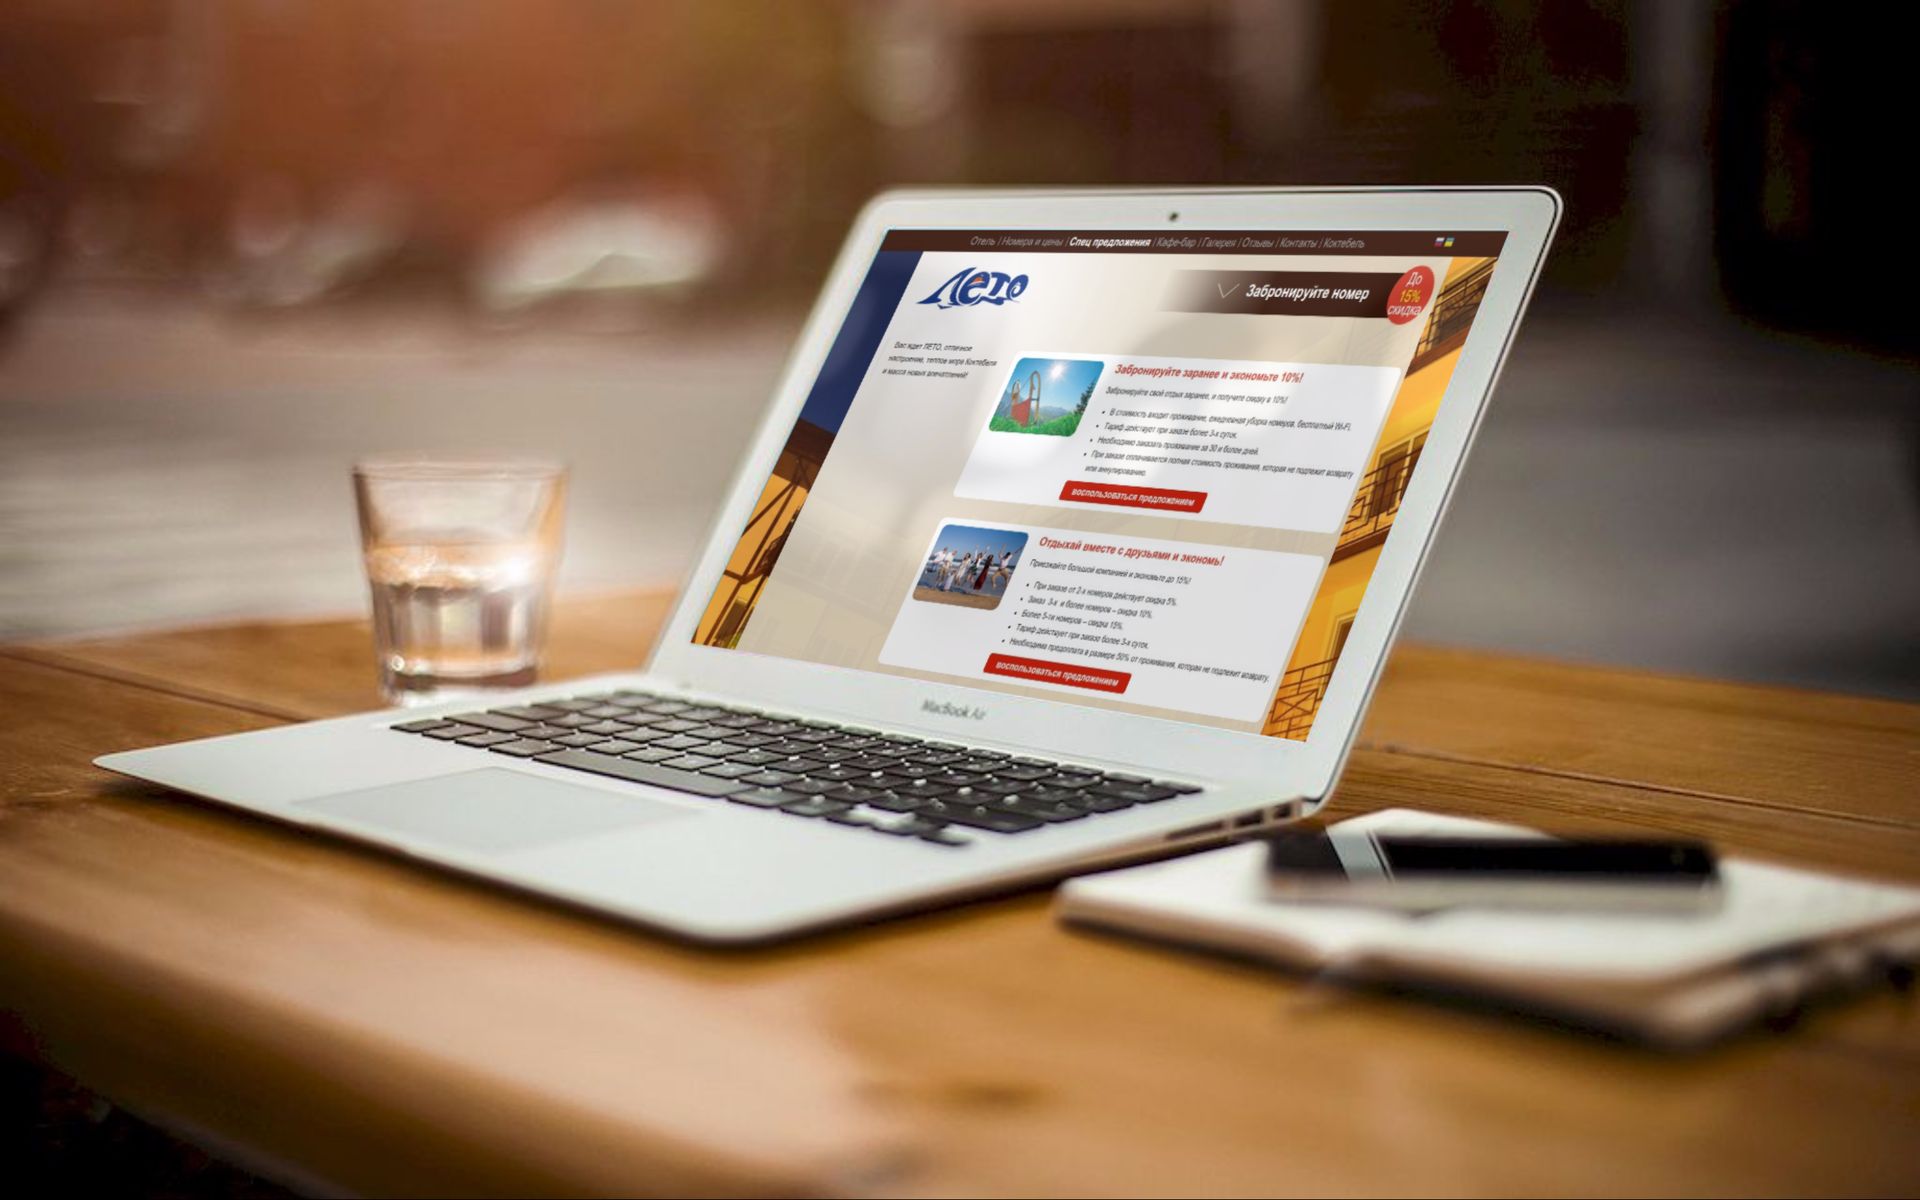 Отель | Номера и цены | Спец предложения | Кафе-бар | Галерея | Отзывы | Контакты | Коктебель
Лето
Забронируйте номер
До
15%
скидка
Вас ждет ЛЕТО, отличное
настроение, теплое море Коктебеля
и масса новых впечатлений!
Забронируйте заранее и экономьте 10%!
Забронируйте свой отдых заранее, и получите скидку в 10%!
• В стоимость входит проживание, ежедневная уборка номеров, бесплатный Wi-Fi.
• Тариф действует при заказе более 3-х суток.
• Необходимо заказать проживание за 30 и более дней.
• При заказе оплачивается полная стоимость проживания, которая не подлежит возврату
или аннулированию.
воспользоваться предложением
Отдыхай вместе с друзьями и экономь!
Приезжайте большой компанией и экономьте до 15%!
• При заказе от 2-х номеров действует скидка 5%.
• Заказ 3-х и более номеров – скидка 10%.
• Более 5-ти номеров – скидка 15%.
• Тариф действует при заказе более 3-х суток.
• Необходима предоплата в размере 50% от проживания, которая не подлежит возврату.
воспользоваться предложением
MacBook Air